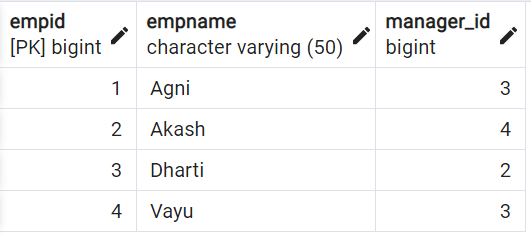 empid empname manager_id
[PK] bigint character varying (50) bigint
1 Agni 3
2 Akash 4
3 Dharti 2
4 Vayu 3